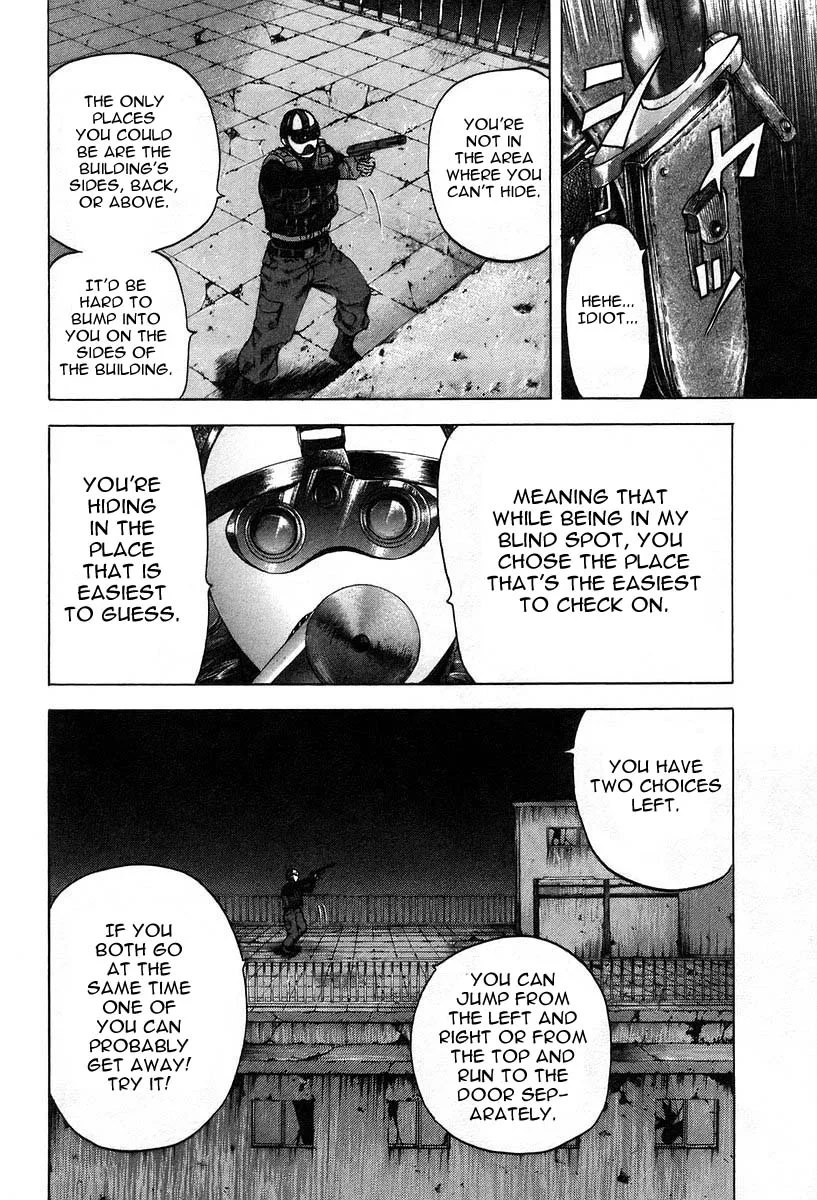 HEHE...
IDIOT...
YOU'RE
NOT IN
THE AREA
WHERE YOU
CAN'T HIDE.
THE ONLY
PLACES
YOU COULD
BE ARE THE
BUILDING'S
SIDES, BACK,
OR ABOVE.
IT'D BE
HARD TO
BUMP INTO
YOU ON THE
SIDES OF
THE BUILDING.
MEANING THAT
WHILE BEING IN MY
BLIND SPOT, YOU
CHOSE THE PLACE
THAT'S THE EASIEST
TO CHECK ON.
YOU'RE
HIDING
IN THE
PLACE
THAT IS
EASIEST
TO GUESS.
YOU HAVE
TWO CHOICES
LEFT.
YOU CAN
JUMP FROM
THE LEFT AND
RIGHT OR FROM
THE TOP AND
RUN TO THE
DOOR SEP-
ARATELY.
IF YOU
BOTH GO
AT THE
SAME TIME
ONE OF
YOU CAN
PROBABLY
GET AWAY!
TRY IT!